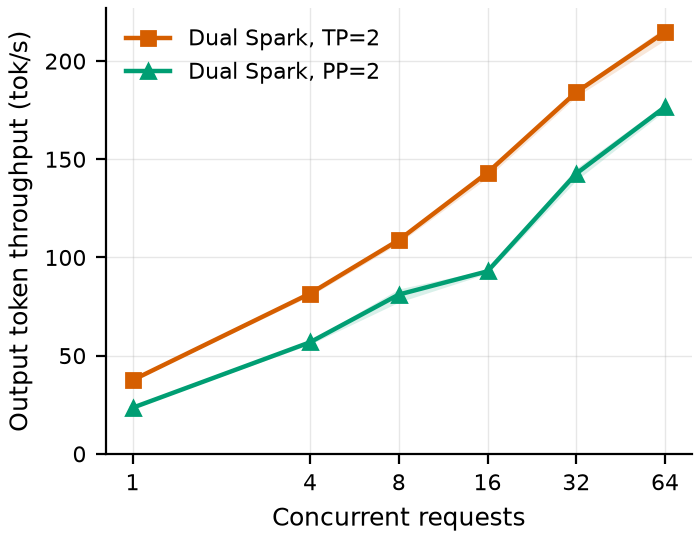 Dual Spark, TP=2
Dual Spark, PP=2
Output token throughput (tok/s)
200
150
100
50
0
1 4 8 16 32 64
Concurrent requests